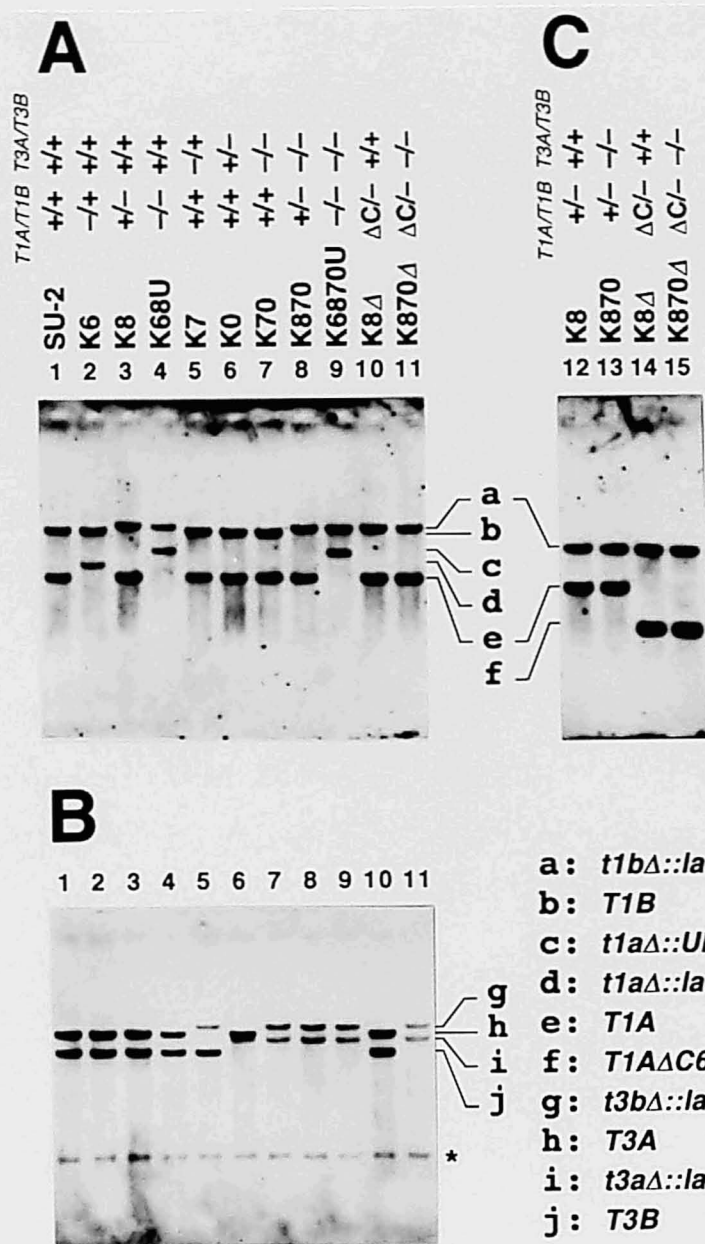 A
C
T1A/T1B T3A/T3B
+/+ +/+
–/+ +/+
+/– +/+
–/– +/+
+/+ –/+
+/+ +/–
+/+ –/–
+/– –/–
–/– –/–
ΔC/– +/+
ΔC/– –/–
SU-2
K6
K8
K68U
K7
K0
K70
K870
K6870U
K8Δ
K870Δ
1 2 3 4 5 6 7 8 9 10 11
T1A/T1B T3A/T3B
+/– +/+
+/– –/–
ΔC/– +/+
ΔC/– –/–
K8
K870
K8Δ
K870Δ
12 13 14 15
a
b
c
d
e
f
B
1 2 3 4 5 6 7 8 9 10 11
g
h
i
j
*
a: t1bΔ::la
b: T1B
c: t1aΔ::U
d: t1aΔ::la
e: T1A
f: T1AΔC6
g: t3bΔ::la
h: T3A
i: t3aΔ::la
j: T3B